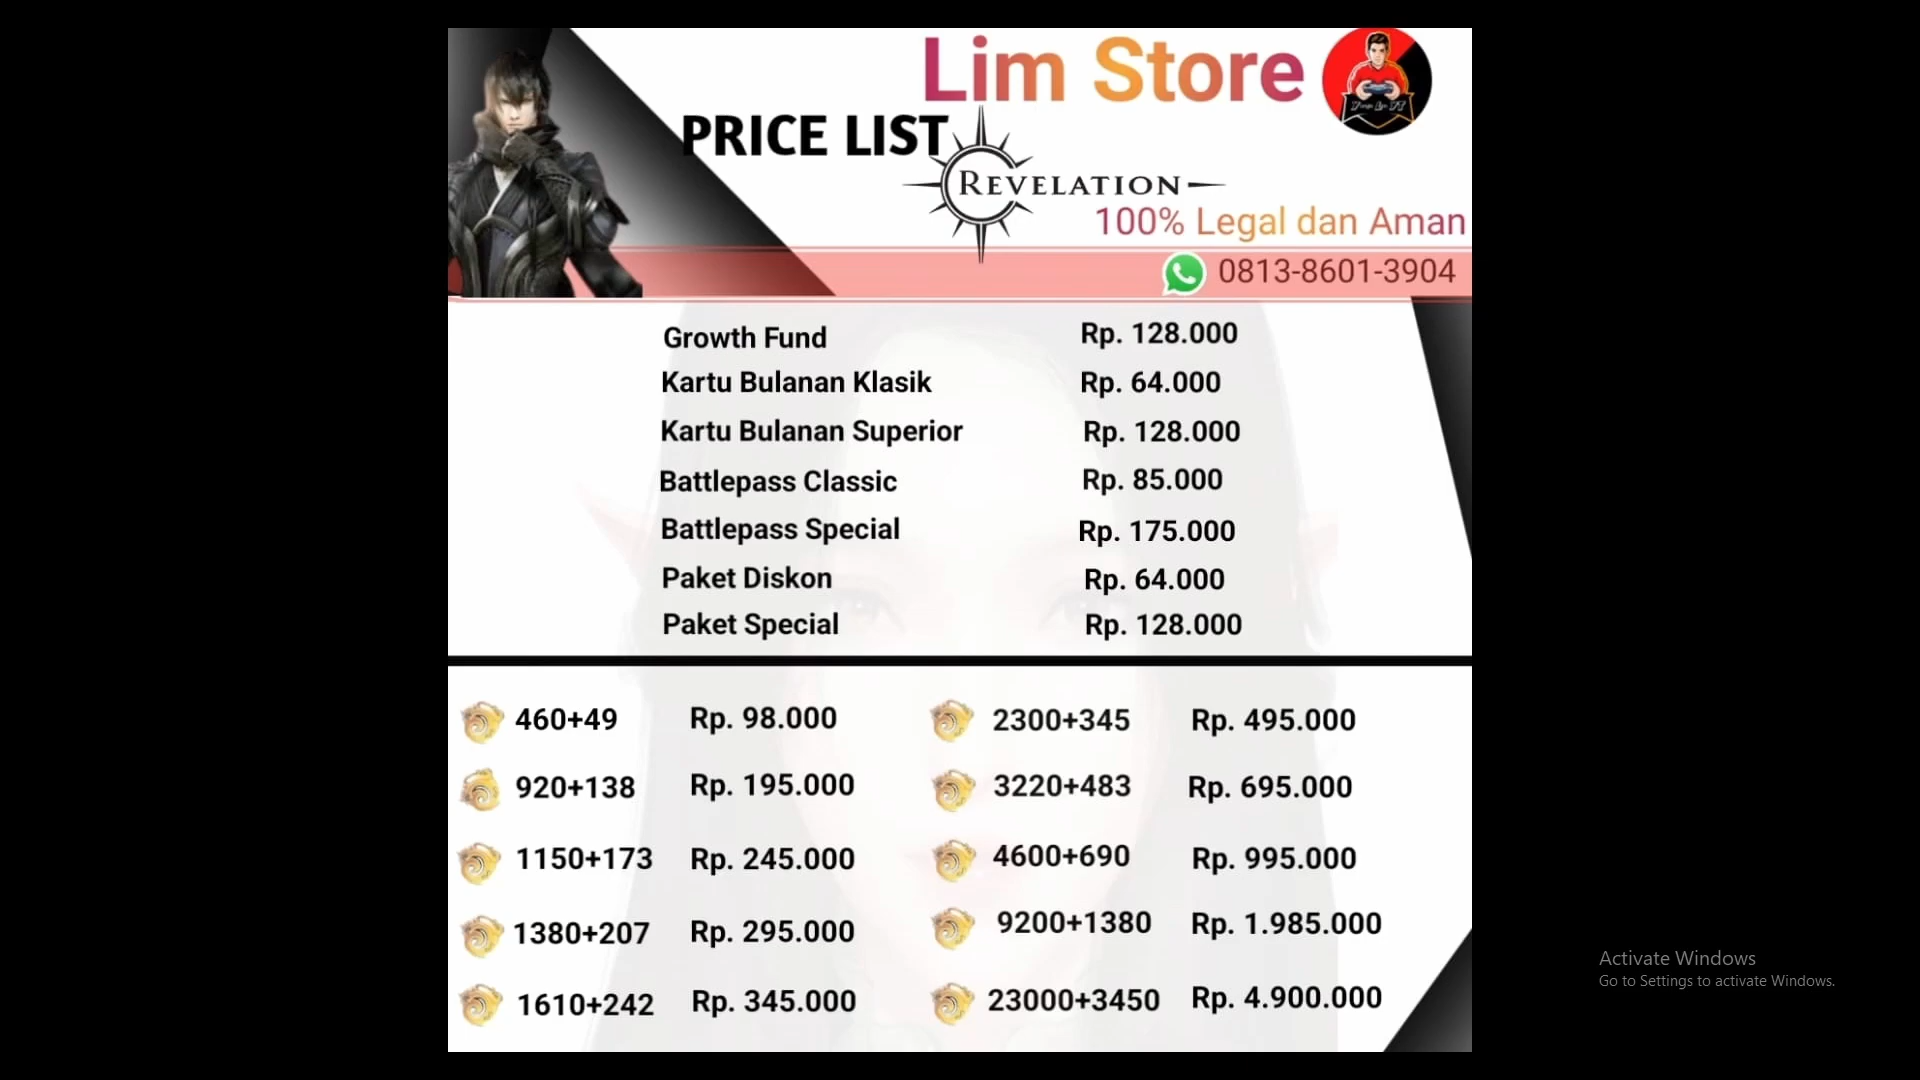 Lim Store
PRICE LIST
REVELATION
100% Legal dan Aman
0813-8601-3904
Growth Fund Rp. 128.000
Kartu Bulanan Klasik Rp. 64.000
Kartu Bulanan Superior Rp. 128.000
Battlepass Classic Rp. 85.000
Battlepass Special Rp. 175.000
Paket Diskon Rp. 64.000
Paket Special Rp. 128.000
460+49 Rp. 98.000 2300+345 Rp. 495.000
920+138 Rp. 195.000 3220+483 Rp. 695.000
1150+173 Rp. 245.000 4600+690 Rp. 995.000
1380+207 Rp. 295.000 9200+1380 Rp. 1.985.000
1610+242 Rp. 345.000 23000+3450 Rp. 4.900.000
Activate Windows
Go to Settings to activate Windows.